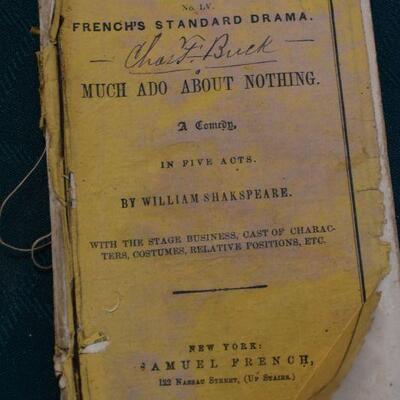 No. LV.
FRENCH'S STANDARD DRAMA.
Chas. F. Buck
MUCH ADO ABOUT NOTHING.
A Comedy,
IN FIVE ACTS.
BY WILLIAM SHAKSPEARE.
WITH THE STAGE BUSINESS, CAST OF CHARAC-
TERS, COSTUMES, RELATIVE POSITIONS, ETC.
NEW YORK:
SAMUEL FRENCH,
122 NASSAU STREET, (UP STAIRS.)